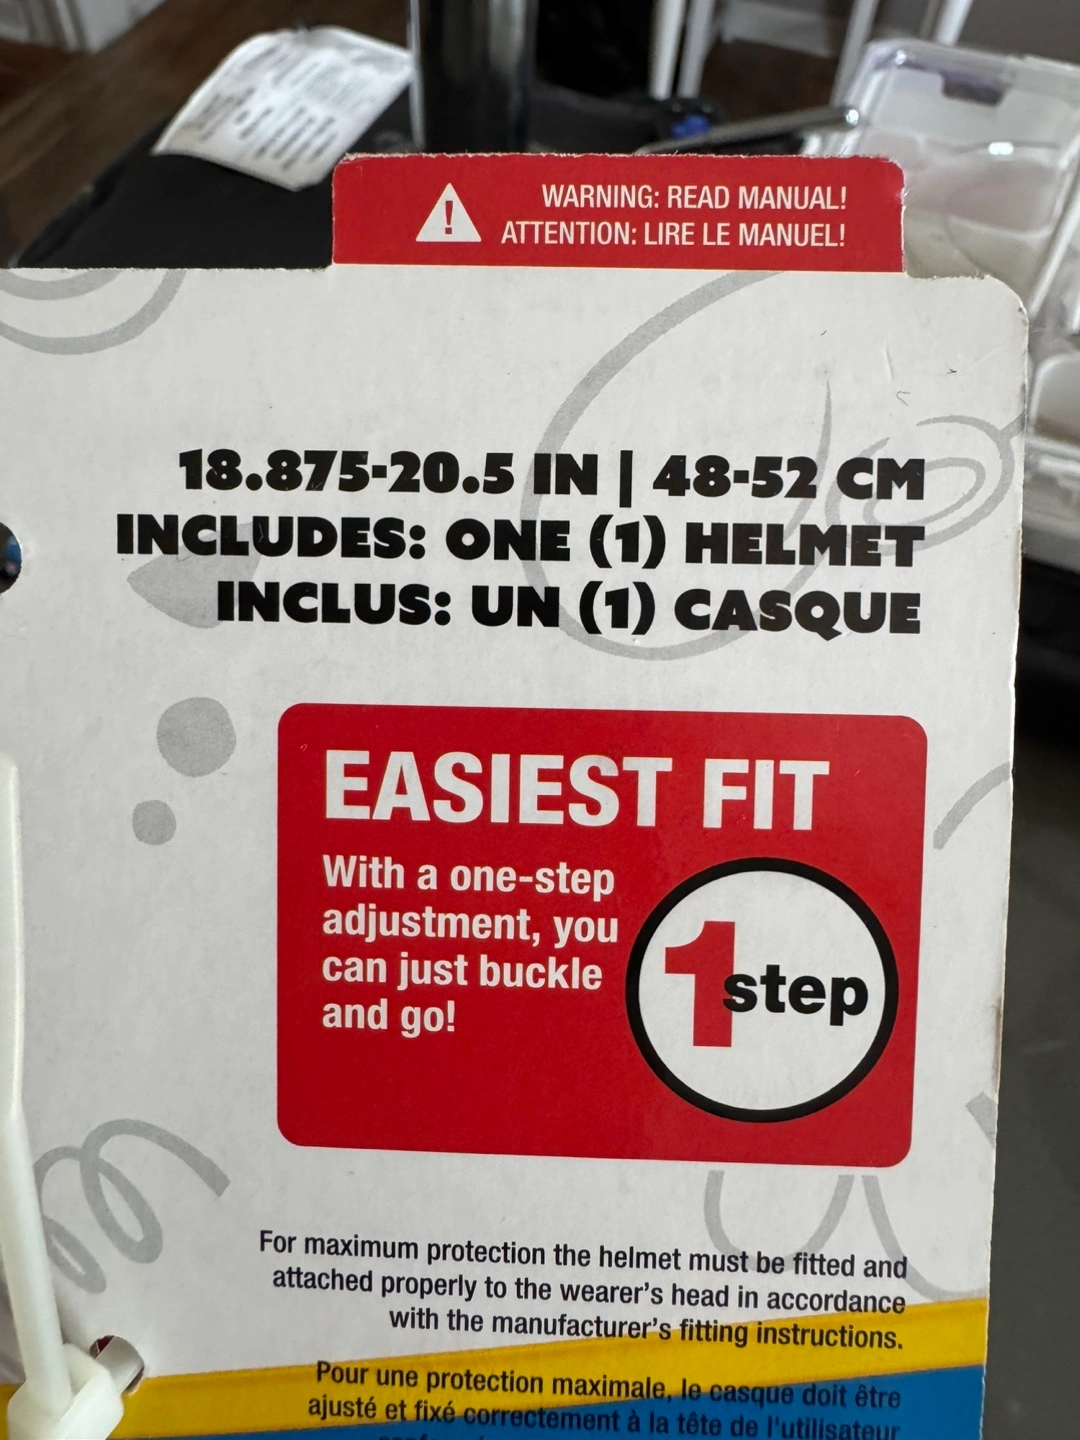 WARNING: READ MANUAL!
ATTENTION: LIRE LE MANUEL!
18.875-20.5 IN | 48-52 CM
INCLUDES: ONE (1) HELMET
INCLUS: UN (1) CASQUE
EASIEST FIT
With a one-step
adjustment, you
can just buckle
and go!
1 step
For maximum protection the helmet must be fitted and
attached properly to the wearer's head in accordance
with the manufacturer's fitting instructions.
Pour une protection maximale, le casque doit être
ajusté et fixé correctement à la tête de l'utilisateur